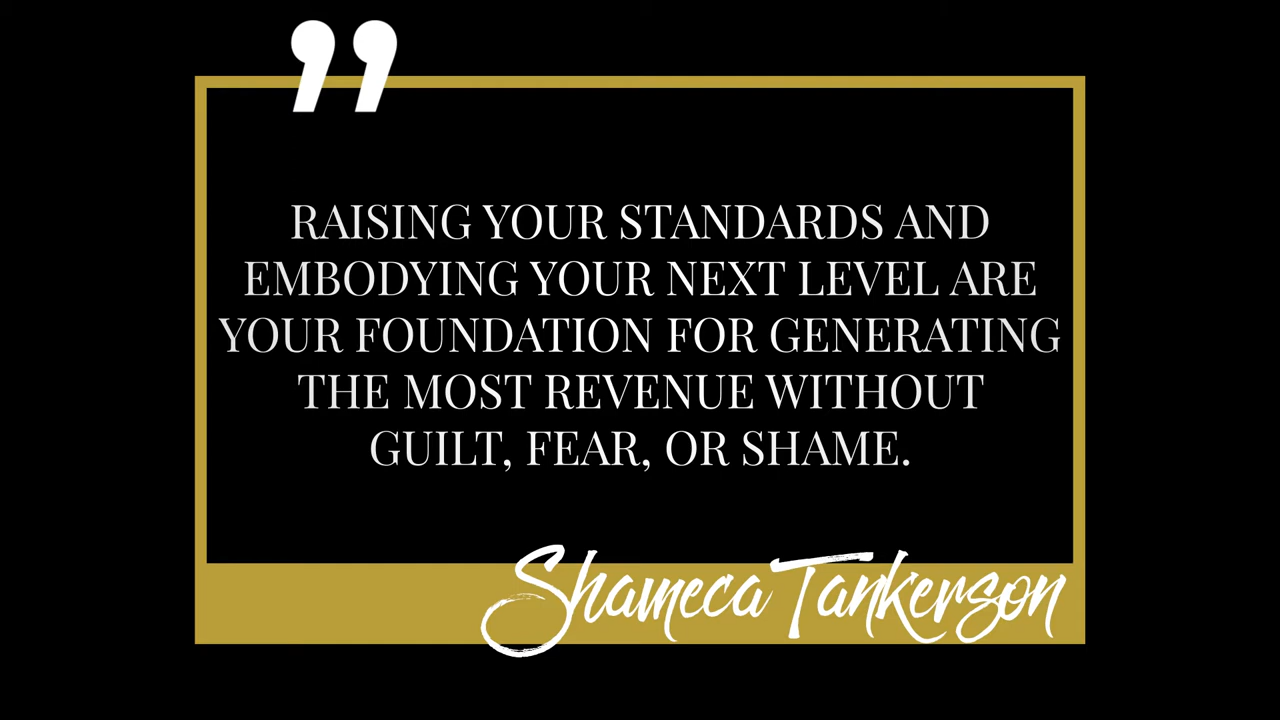 ”
RAISING YOUR STANDARDS AND
EMBODYING YOUR NEXT LEVEL ARE
YOUR FOUNDATION FOR GENERATING
THE MOST REVENUE WITHOUT
GUILT, FEAR, OR SHAME.
Shameca Tankerson